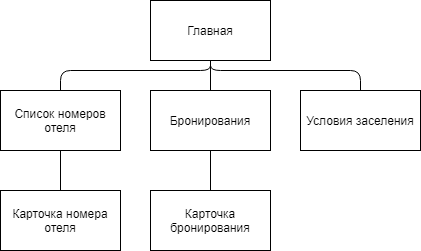 Главная
Список номеров
отеля
Бронирования
Условия заселения
Карточка номера
отеля
Карточка
бронирования